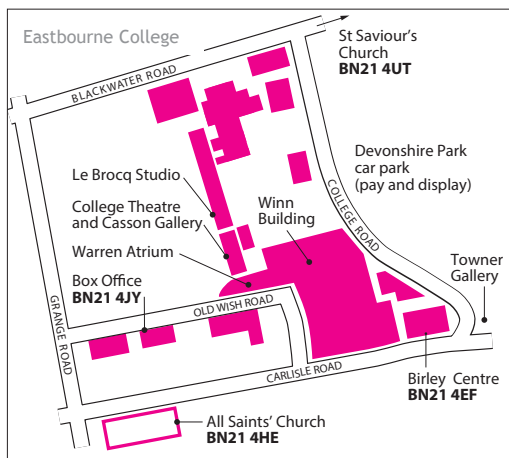 Eastbourne College
St Saviour's
Church
BN21 4UT
BLACKWATER ROAD
Devonshire Park
car park
(pay and display)
Le Brocq Studio
College Theatre
and Casson Gallery
Winn
Building
COLLEGE ROAD
Warren Atrium
Towner
Gallery
Box Office
BN21 4JY
OLD WISH ROAD
GRANGE ROAD
CARLISLE ROAD
Birley Centre
BN21 4EF
All Saints' Church
BN21 4HE